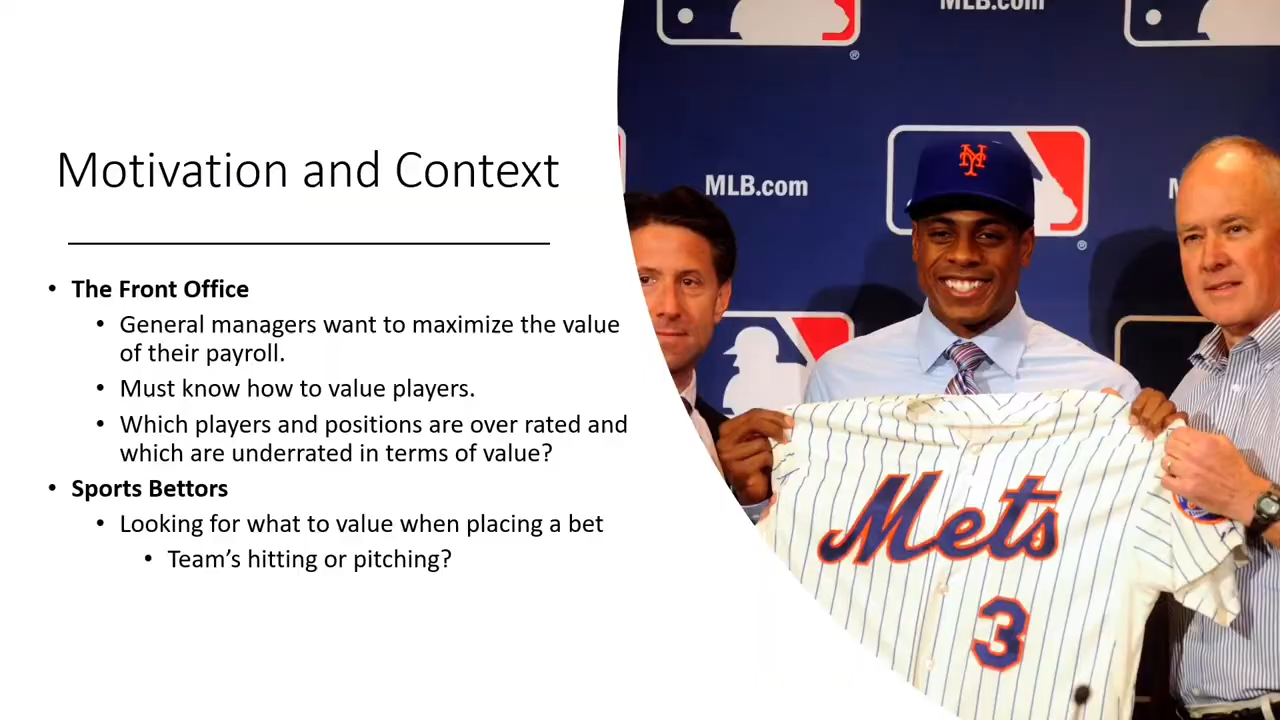 MLB.com
®
Motivation and Context
MLB.com
M
NY
®
• The Front Office
• General managers want to maximize the value
of their payroll.
• Must know how to value players.
• Which players and positions are over rated and
which are underrated in terms of value?
• Sports Bettors
• Looking for what to value when placing a bet
• Team’s hitting or pitching?
Mets
3